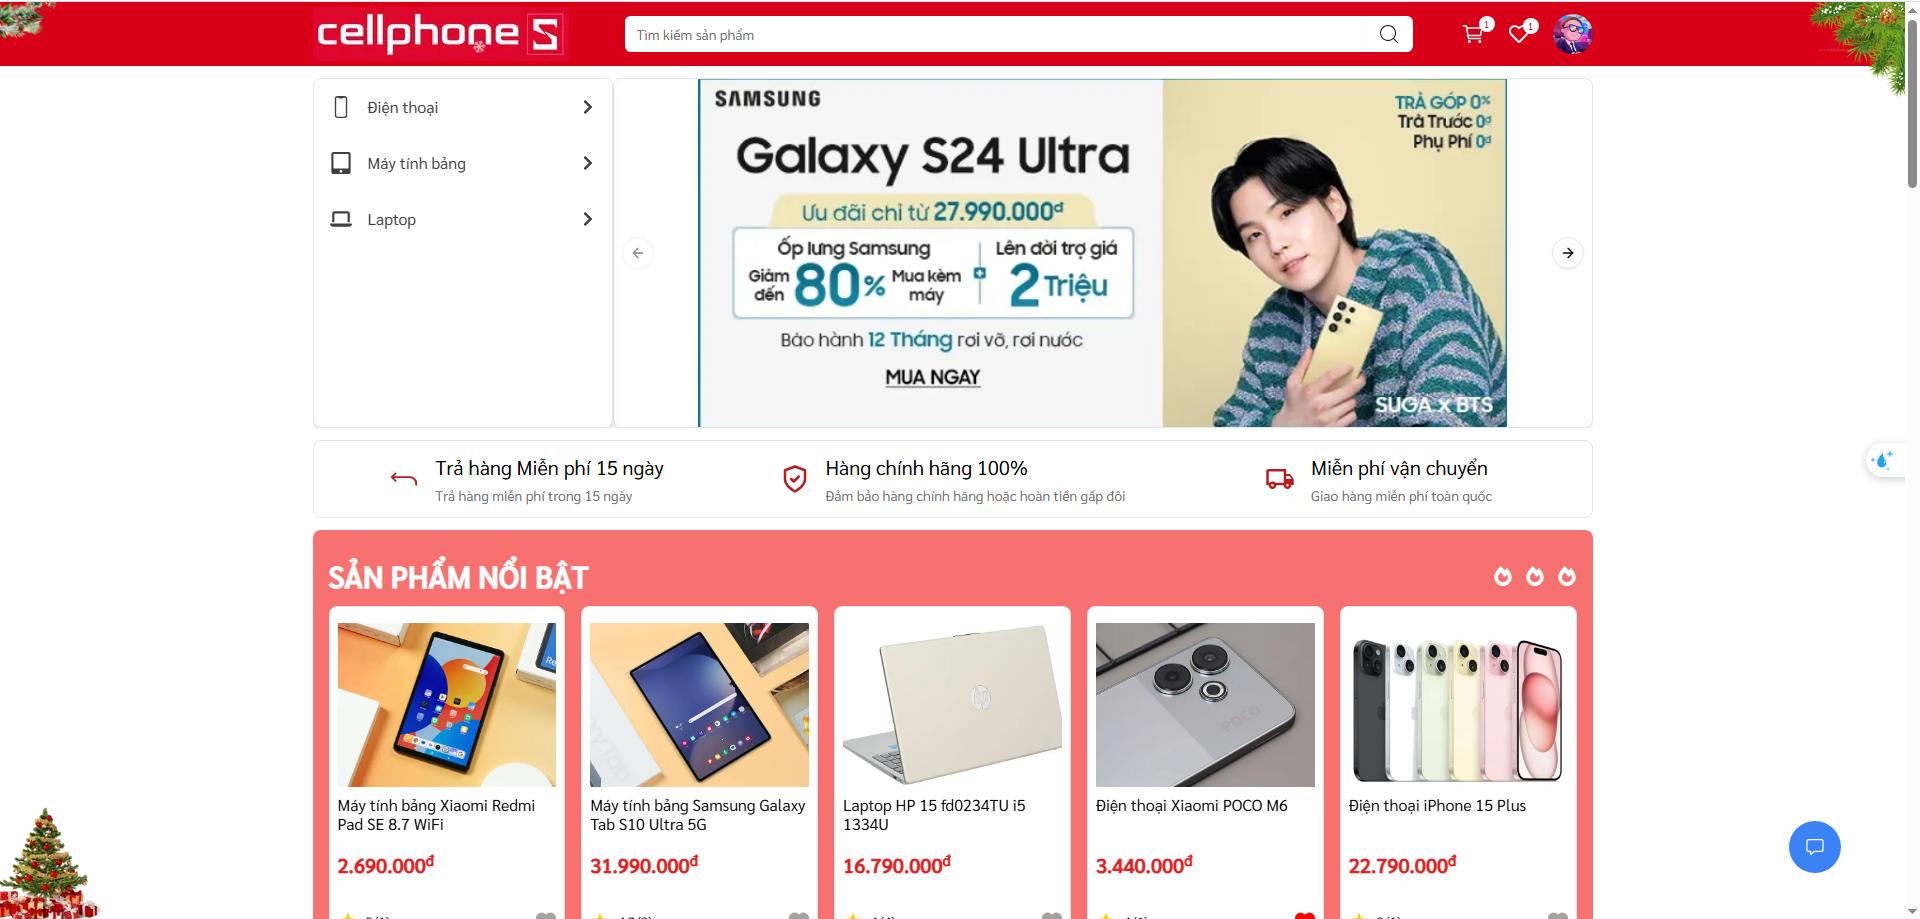 cellphone S
Tìm kiếm sản phẩm
1
1
Điện thoại
Máy tính bảng
Laptop
SAMSUNG
Galaxy S24 Ultra
Ưu đãi chỉ từ 27.990.000đ
Ốp lưng Samsung
Giảm đến 80% Mua kèm máy
Lên đời trợ giá
2 Triệu
Bảo hành 12 Tháng rơi vỡ, rơi nước
MUA NGAY
TRẢ GÓP 0%
Trả Trước 0đ
Phụ Phí 0đ
SUGA x BTS
Trả hàng Miễn phí 15 ngày
Trả hàng miễn phí trong 15 ngày
Hàng chính hãng 100%
Đảm bảo hàng chính hãng hoặc hoàn tiền gấp đôi
Miễn phí vận chuyển
Giao hàng miễn phí toàn quốc
SẢN PHẨM NỔI BẬT
Máy tính bảng Xiaomi Redmi
Pad SE 8.7 WiFi
2.690.000đ
Máy tính bảng Samsung Galaxy
Tab S10 Ultra 5G
31.990.000đ
Laptop HP 15 fd0234TU i5
1334U
16.790.000đ
POCO
Điện thoại Xiaomi POCO M6
3.440.000đ
Điện thoại iPhone 15 Plus
22.790.000đ